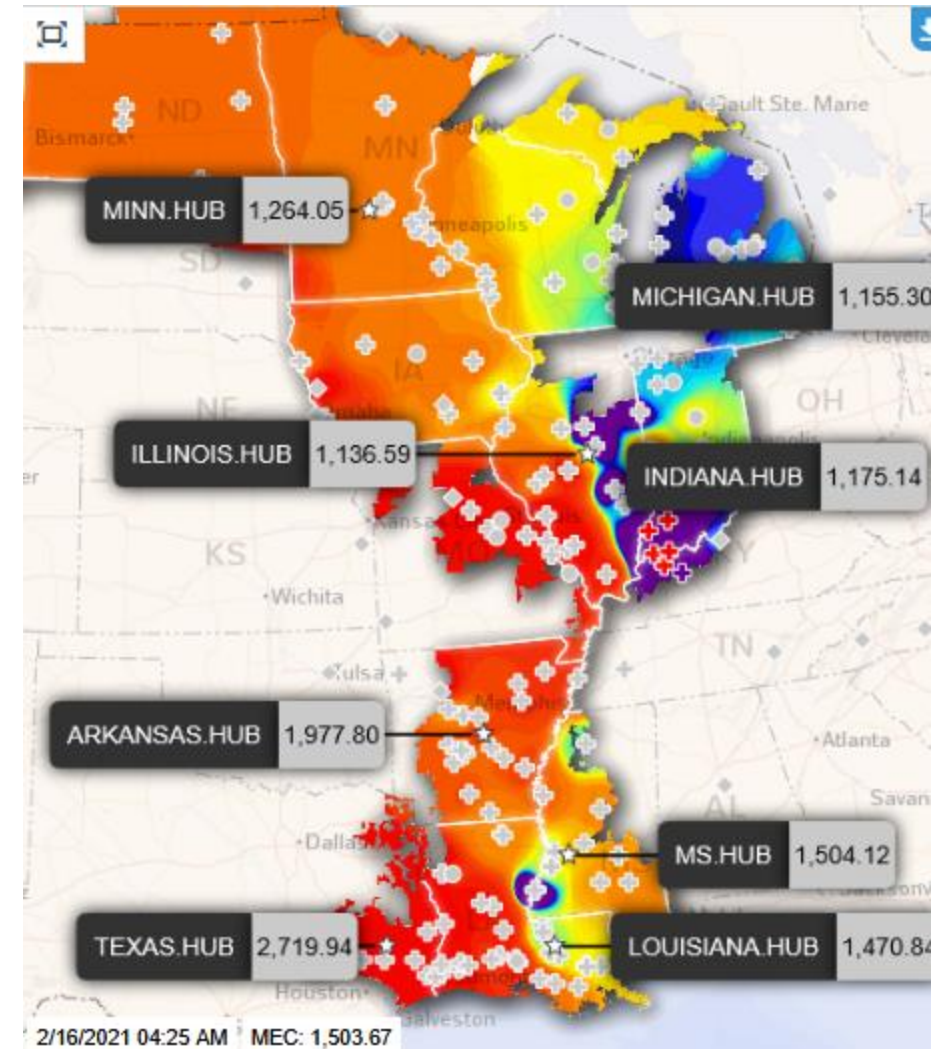 Sault Ste. Marie
ND
Bismarck
MN
MINN.HUB 1,264.05
SD
MICHIGAN.HUB 1,155.30
IA
OH
NE
ILLINOIS.HUB 1,136.59
INDIANA.HUB 1,175.14
KS
MO
Wichita
TN
Tulsa
Memphis
ARKANSAS.HUB 1,977.80
Atlanta
AL
Dallas
MS.HUB 1,504.12
TEXAS.HUB 2,719.94
LOUISIANA.HUB 1,470.84
Houston
Galveston
2/16/2021 04:25 AM MEC: 1,503.67